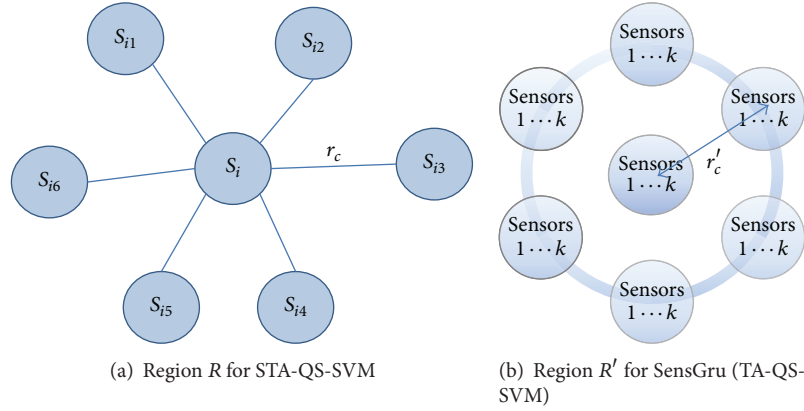 S_{i1}
S_{i2}
S_i
r_c
S_{i3}
S_{i6}
S_{i5}
S_{i4}
(a) Region R for STA-QS-SVM
Sensors
1 ⋯ k
Sensors
1 ⋯ k
Sensors
1 ⋯ k
Sensors
1 ⋯ k
r′_c
Sensors
1 ⋯ k
Sensors
1 ⋯ k
Sensors
1 ⋯ k
(b) Region R′ for SensGru (TA-QS-
SVM)